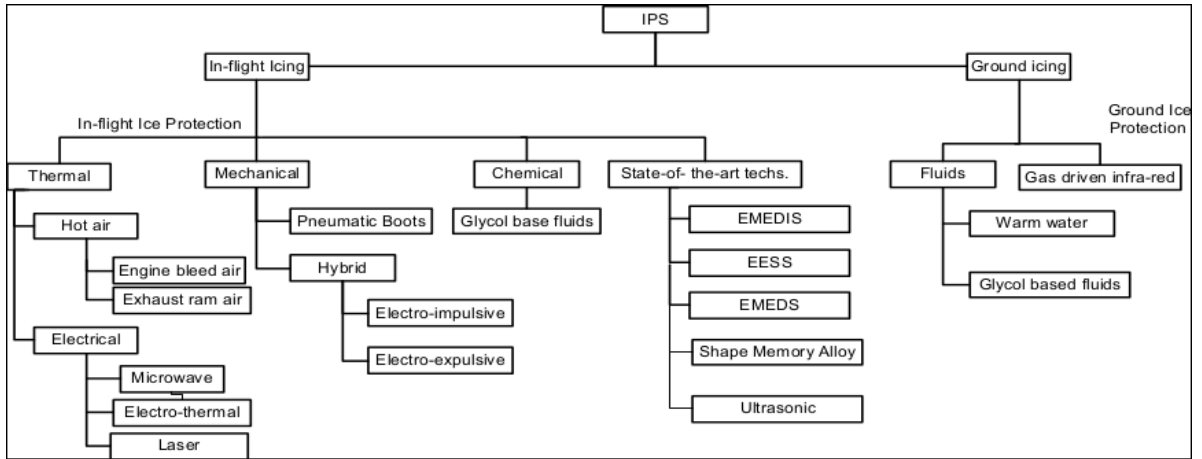 IPS
In-flight Icing
Ground icing
In-flight Ice Protection
Ground Ice
Protection
Thermal
Mechanical
Chemical
State-of- the-art techs.
Fluids
Gas driven infra-red
Hot air
Engine bleed air
Exhaust ram air
Electrical
Microwave
Electro-thermal
Laser
Pneumatic Boots
Hybrid
Electro-impulsive
Electro-expulsive
Glycol base fluids
EMEDIS
EESS
EMEDS
Shape Memory Alloy
Ultrasonic
Warm water
Glycol based fluids